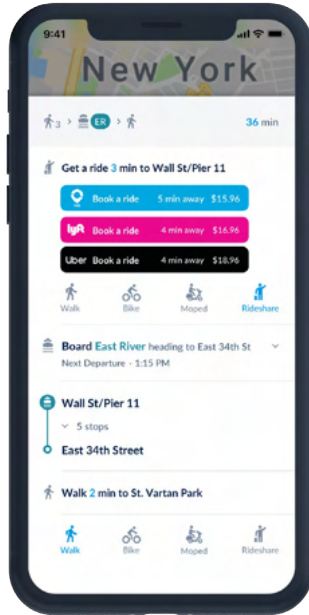 9:41
New York
3 > ER > 36 min
Get a ride 3 min to Wall St/Pier 11
Book a ride 5 min away $15.96
lyft Book a ride 4 min away $16.96
Uber Book a ride 4 min away $18.96
Walk Bike Moped Rideshare
Board East River heading to East 34th St
Next Departure - 1:15 PM
Wall St/Pier 11
5 stops
East 34th Street
Walk 2 min to St. Vartan Park
Walk Bike Moped Rideshare